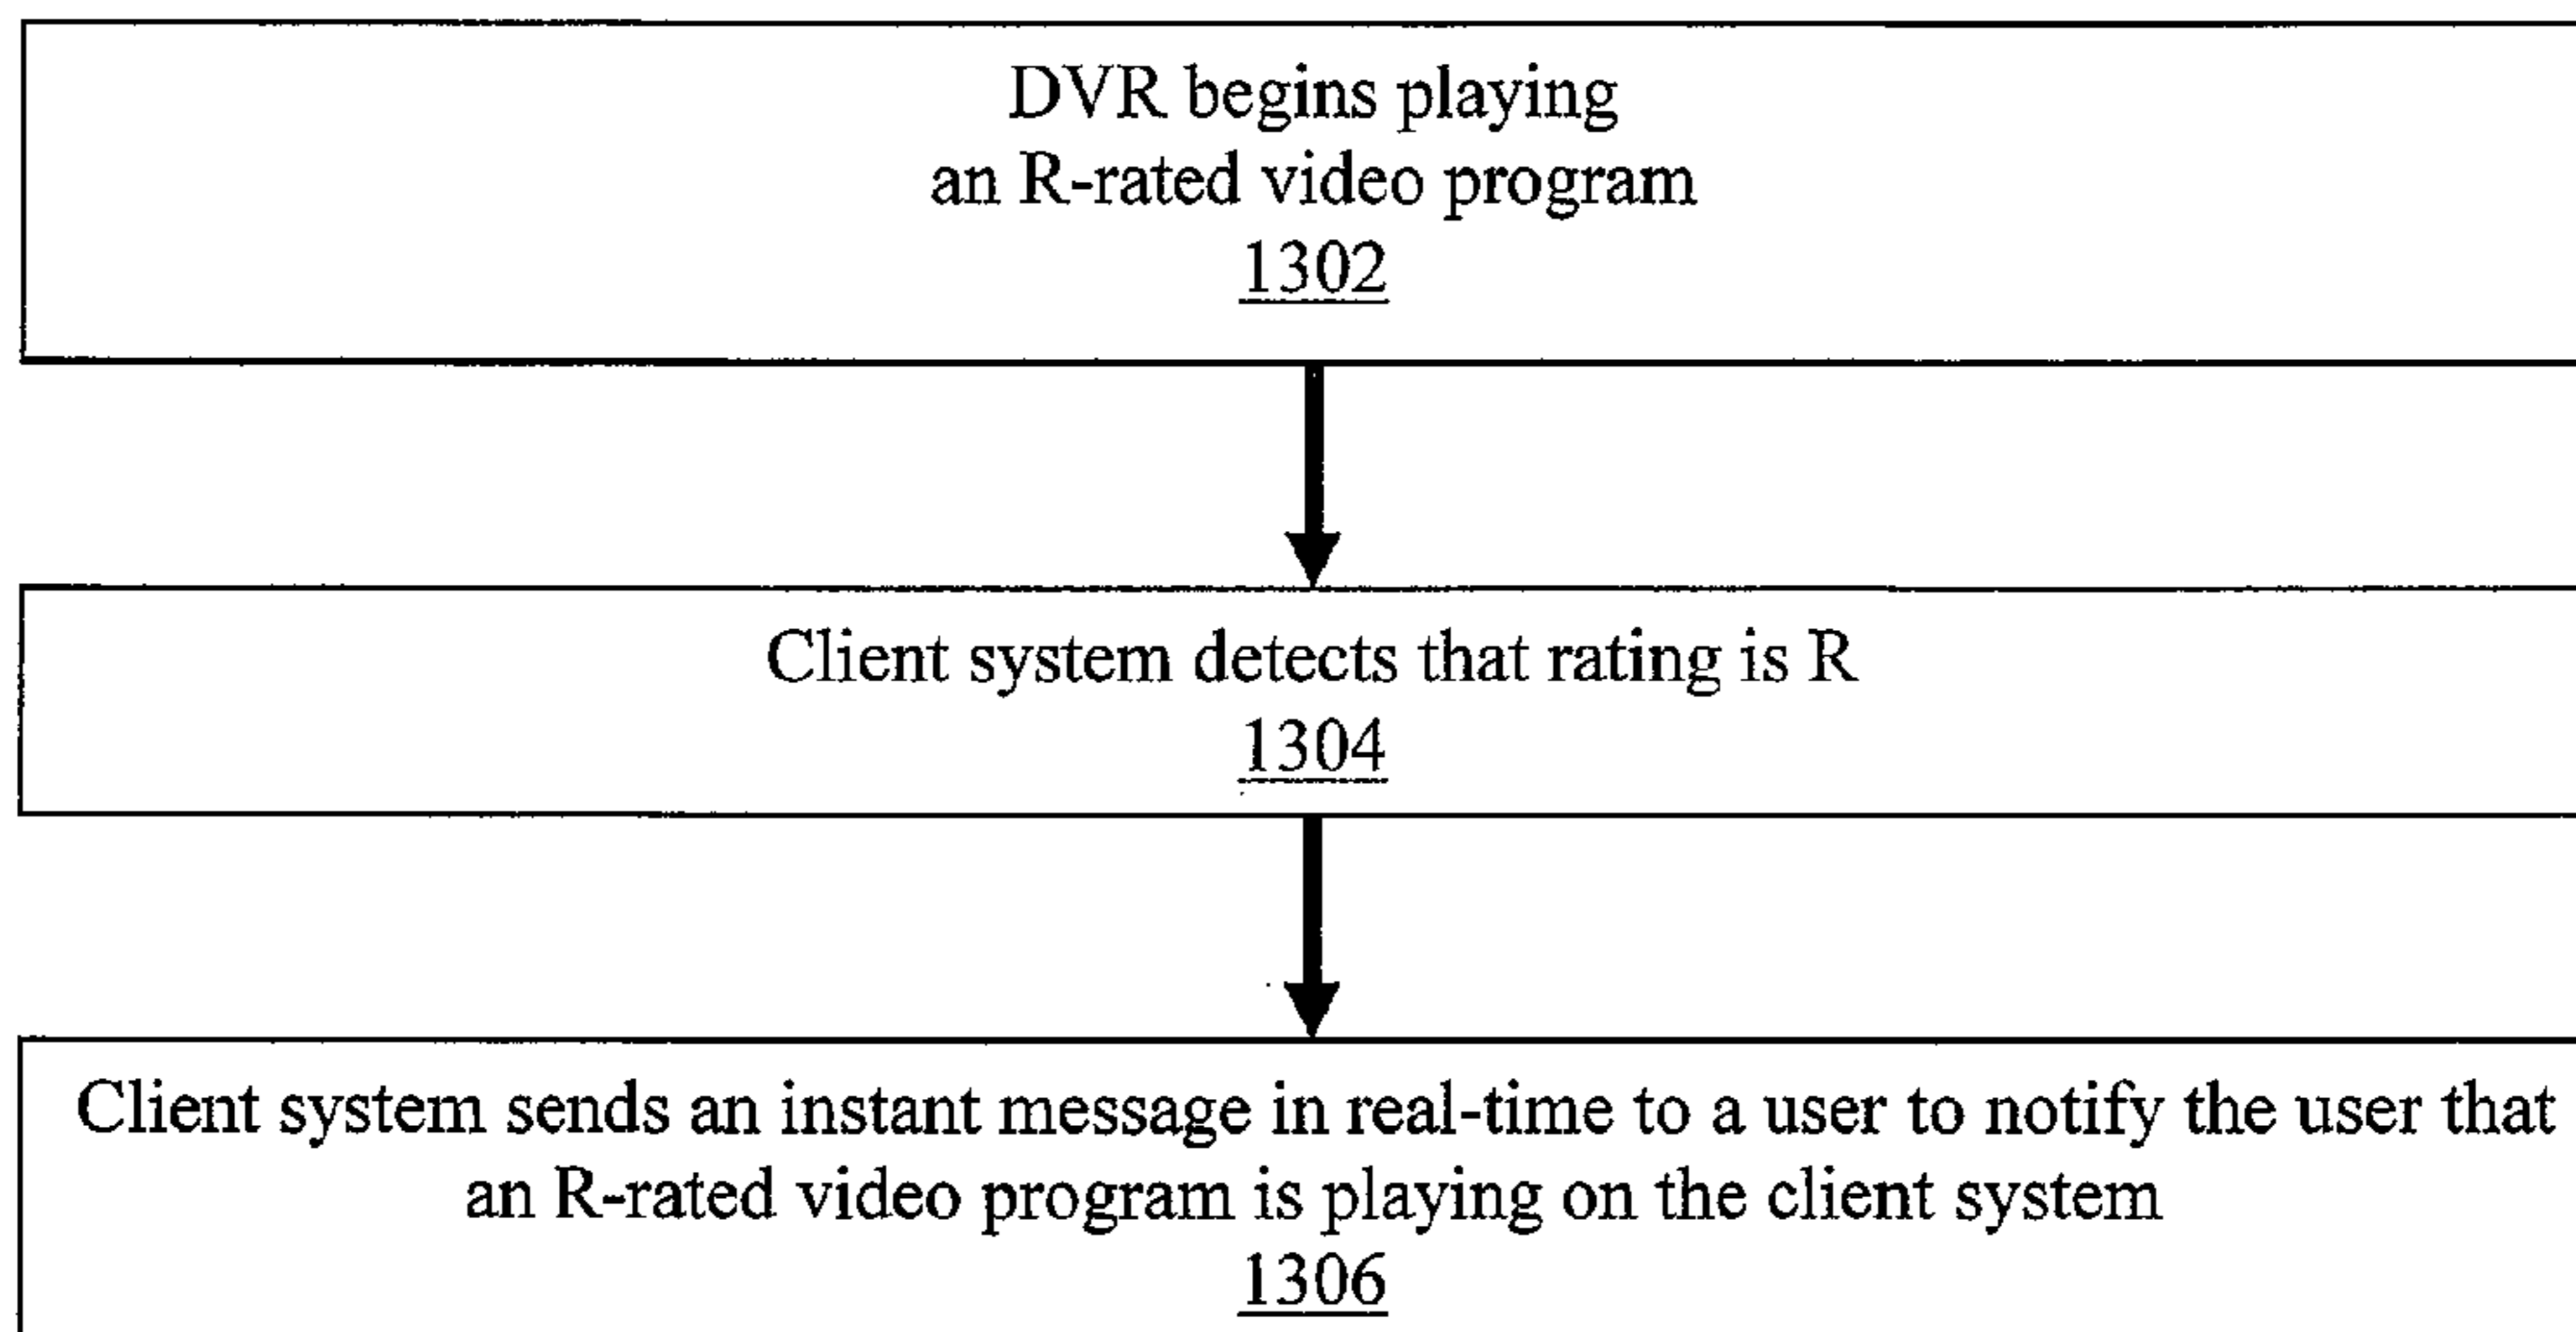 DVR begins playing
an R-rated video program
1302
Client system detects that rating is R
1304
Client system sends an instant message in real-time to a user to notify the user that
an R-rated video program is playing on the client system
1306